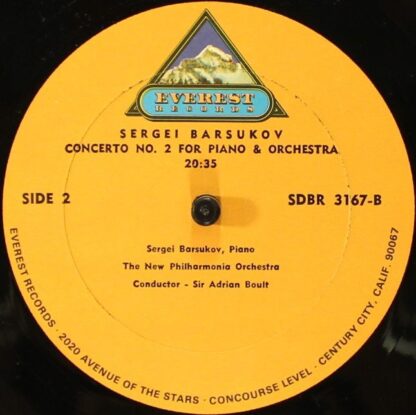 EVEREST
RECORDS
SERGEI BARSUKOV
CONCERTO NO. 2 FOR PIANO & ORCHESTRA
20:35
SIDE 2
SDBR 3167-B
Sergei Barsukov, Piano
The New Philharmonia Orchestra
Conductor - Sir Adrian Boult
EVEREST RECORDS · 2020 AVENUE OF THE STARS · CONCOURSE LEVEL · CENTURY CITY, CALIF. 90067